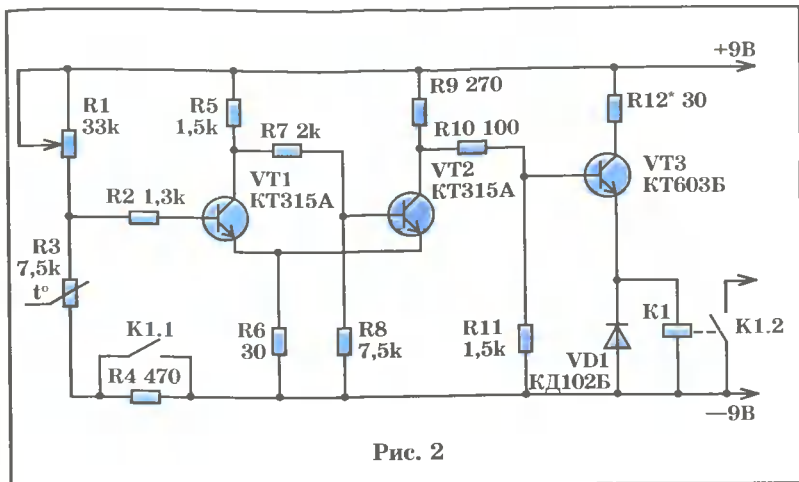 +9В
R1
33k
R5
1,5k
R7 2k
R9 270
R10 100
R12* 30
VT1
КТ315А
VT2
КТ315А
VT3
КТ603Б
R2 1,3k
R3
7,5k
t°
K1.1
R4 470
R6
30
R8
7,5k
R11
1,5k
VD1
КД102Б
K1
K1.2
—9В
Рис. 2